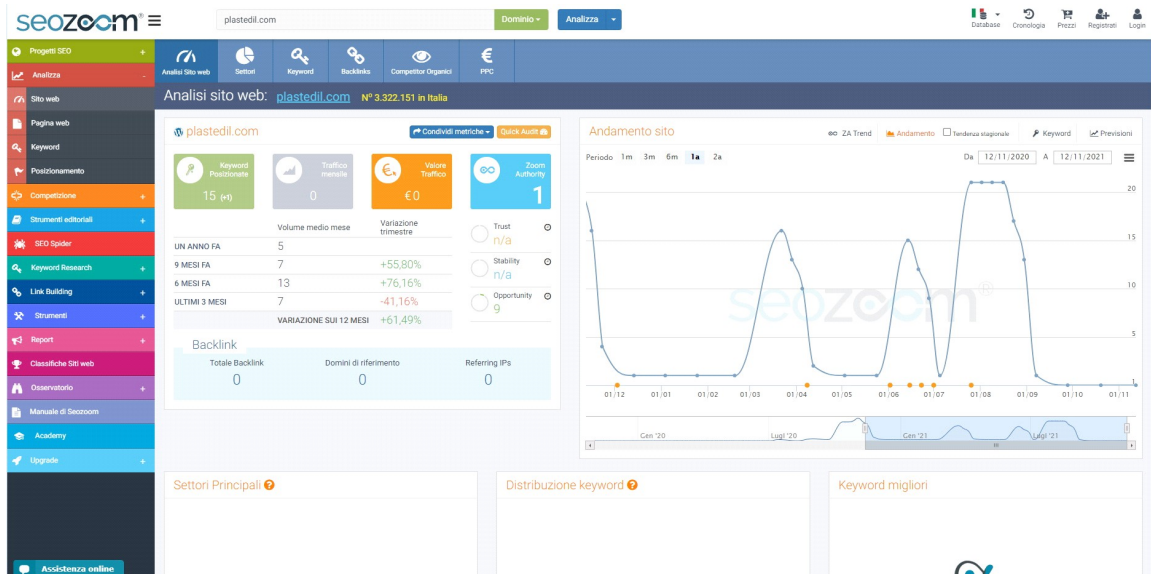 seozoom®
plastedil.com
Dominio
Analizza
Database
Cronologia
Prezzi
Registrati
Login
Progetti SEO +
Analizza -
Sito web
Pagina web
Keyword
Posizionamento
Competizione +
Strumenti editoriali +
SEO Spider
Keyword Research +
Link Building +
Strumenti +
Report +
Classifiche Siti web
Osservatorio +
Manuale di Seozoom
Academy
Upgrade +
Assistenza online
Analisi Sito web
Settori
Keyword
Backlinks
Competitor Organici
€
PPC
Analisi sito web: plastedil.com N° 3.322.151 in Italia
plastedil.com
Condividi metriche
Quick Audit
Keyword Posizionate
15 (+1)
Traffico mensile
0
Valore Traffico
€ 0
Zoom Authority
1
Volume medio mese
Variazione trimestre
UN ANNO FA 5
9 MESI FA 7 +55,80%
6 MESI FA 13 +76,16%
ULTIMI 3 MESI 7 -41,16%
VARIAZIONE SUI 12 MESI +61,49%
Trust
n/a
Stability
n/a
Opportunity
9
Backlink
Totale Backlink
0
Domini di riferimento
0
Referring IPs
0
Andamento sito
ZA Trend
Andamento
Tendenza stagionale
Keyword
Previsioni
Periodo 1m 3m 6m 1a 2a
Da 12/11/2020 A 12/11/2021
20
15
10
5
1
seozoom®
01/12 01/01 01/02 01/03 01/04 01/05 01/06 01/07 01/08 01/09 01/10 01/11
Gen '20 Lugl '20 Gen '21 Lugl '21
Settori Principali ?
Distribuzione keyword ?
Keyword migliori